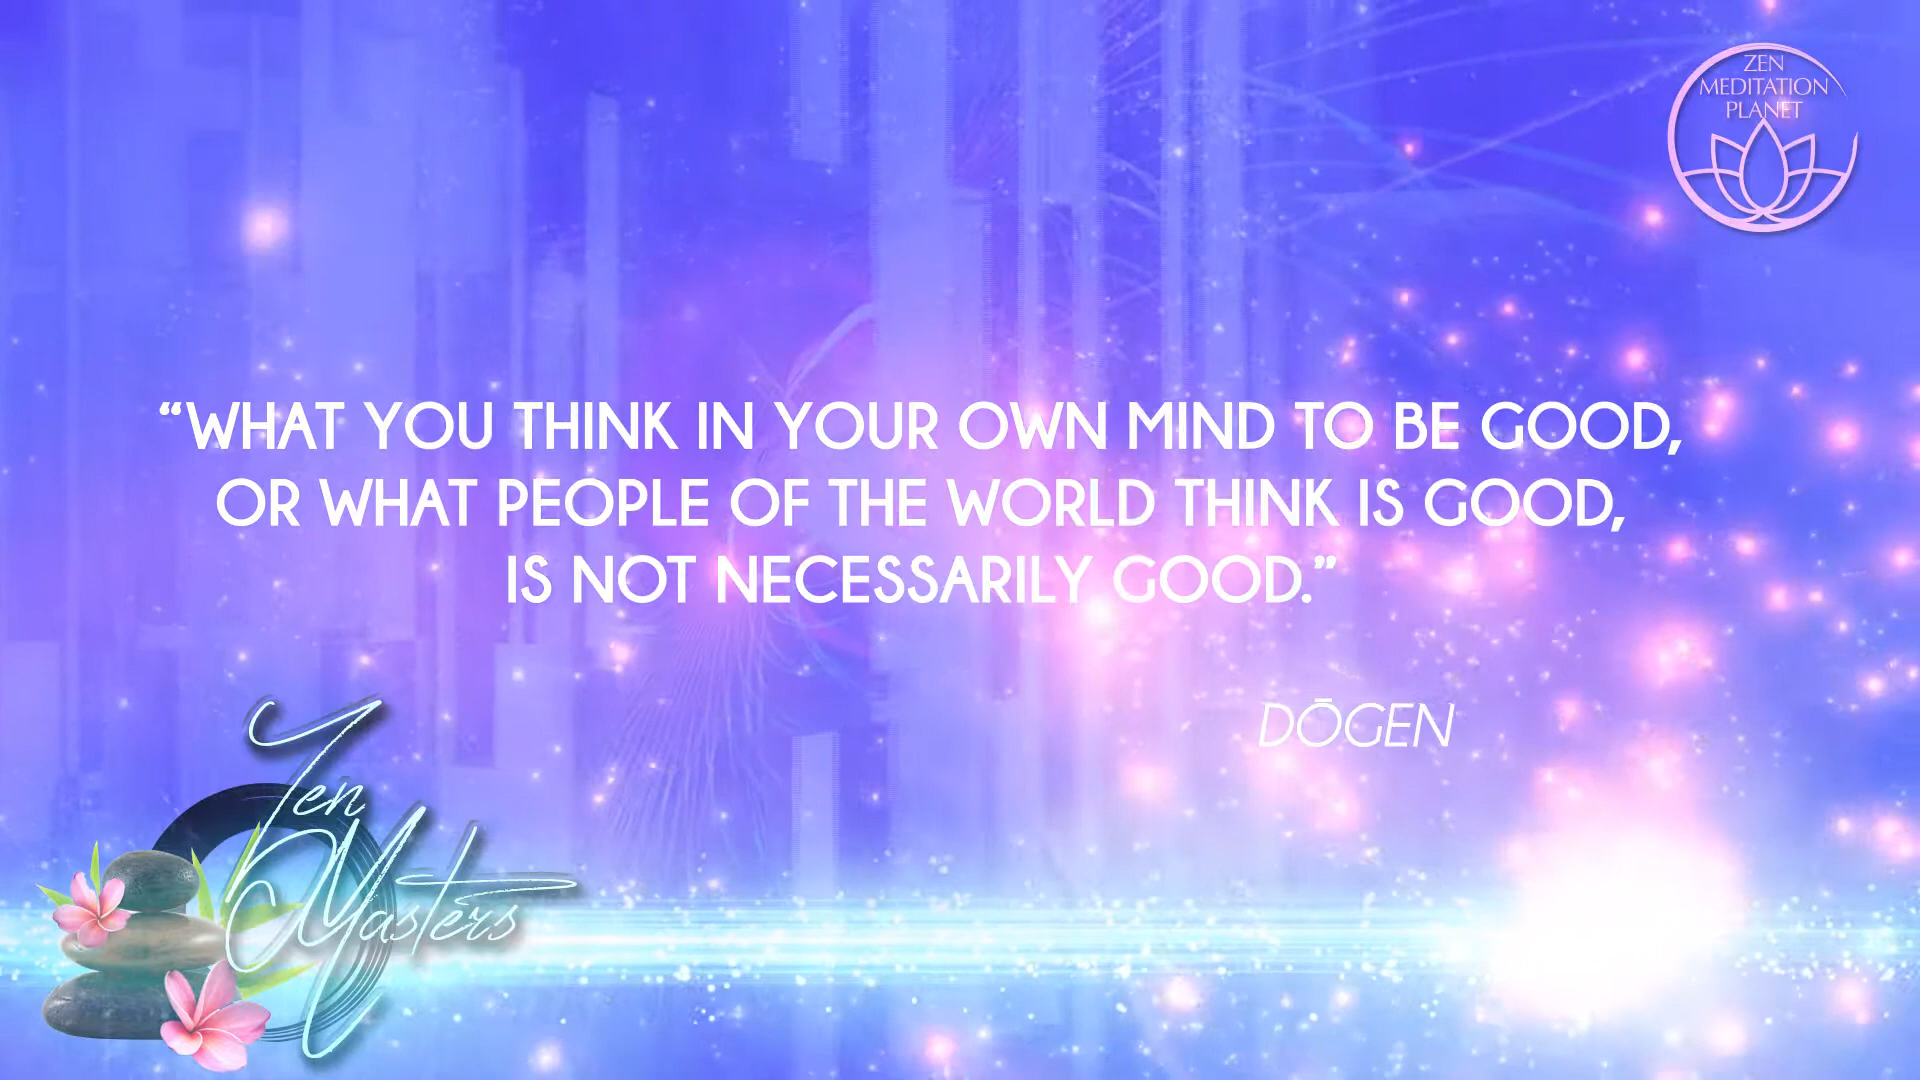 ZEN
MEDITATION
PLANET
“WHAT YOU THINK IN YOUR OWN MIND TO BE GOOD,
OR WHAT PEOPLE OF THE WORLD THINK IS GOOD,
IS NOT NECESSARILY GOOD.”
DŌGEN
Zen
Masters